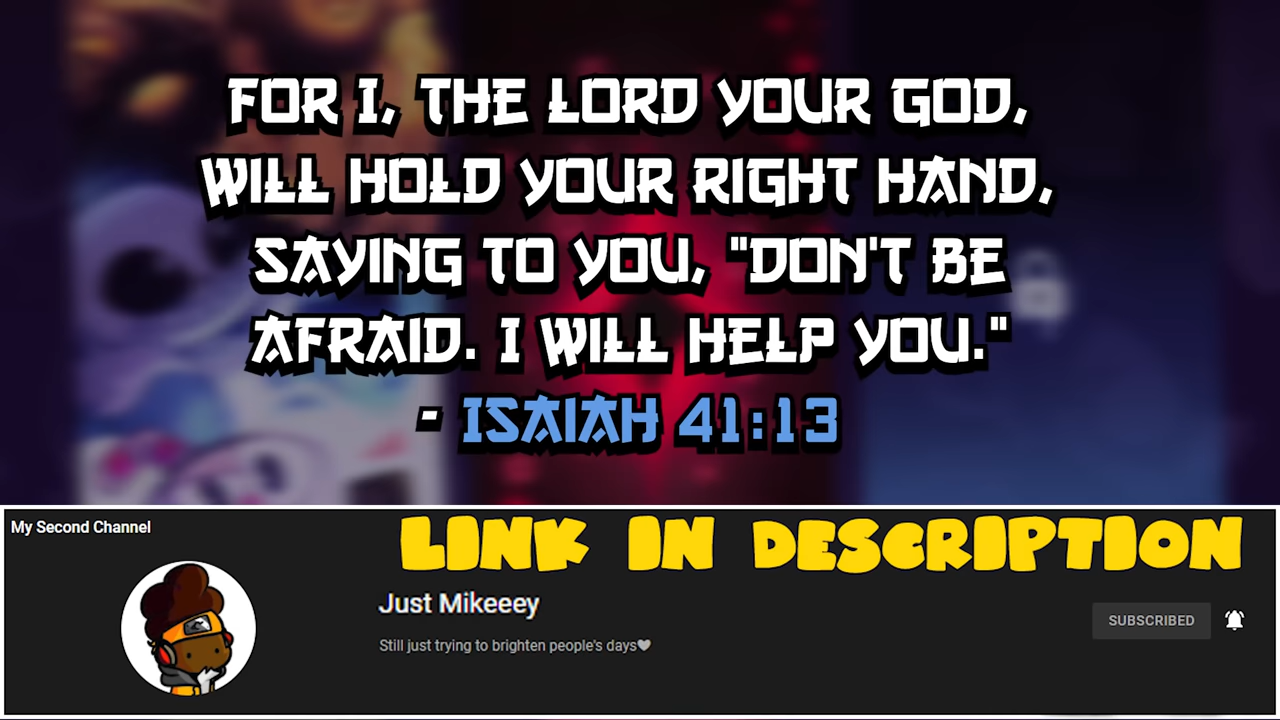 FOR I, THE LORD YOUR GOD,
WILL HOLD YOUR RIGHT HAND,
SAYING TO YOU, "DON'T BE
AFRAID. I WILL HELP YOU."
- ISAIAH 41:13
My Second Channel
LINK IN DESCRIPTION
Just Mikeeey
SUBSCRIBED
Still just trying to brighten people's days♥